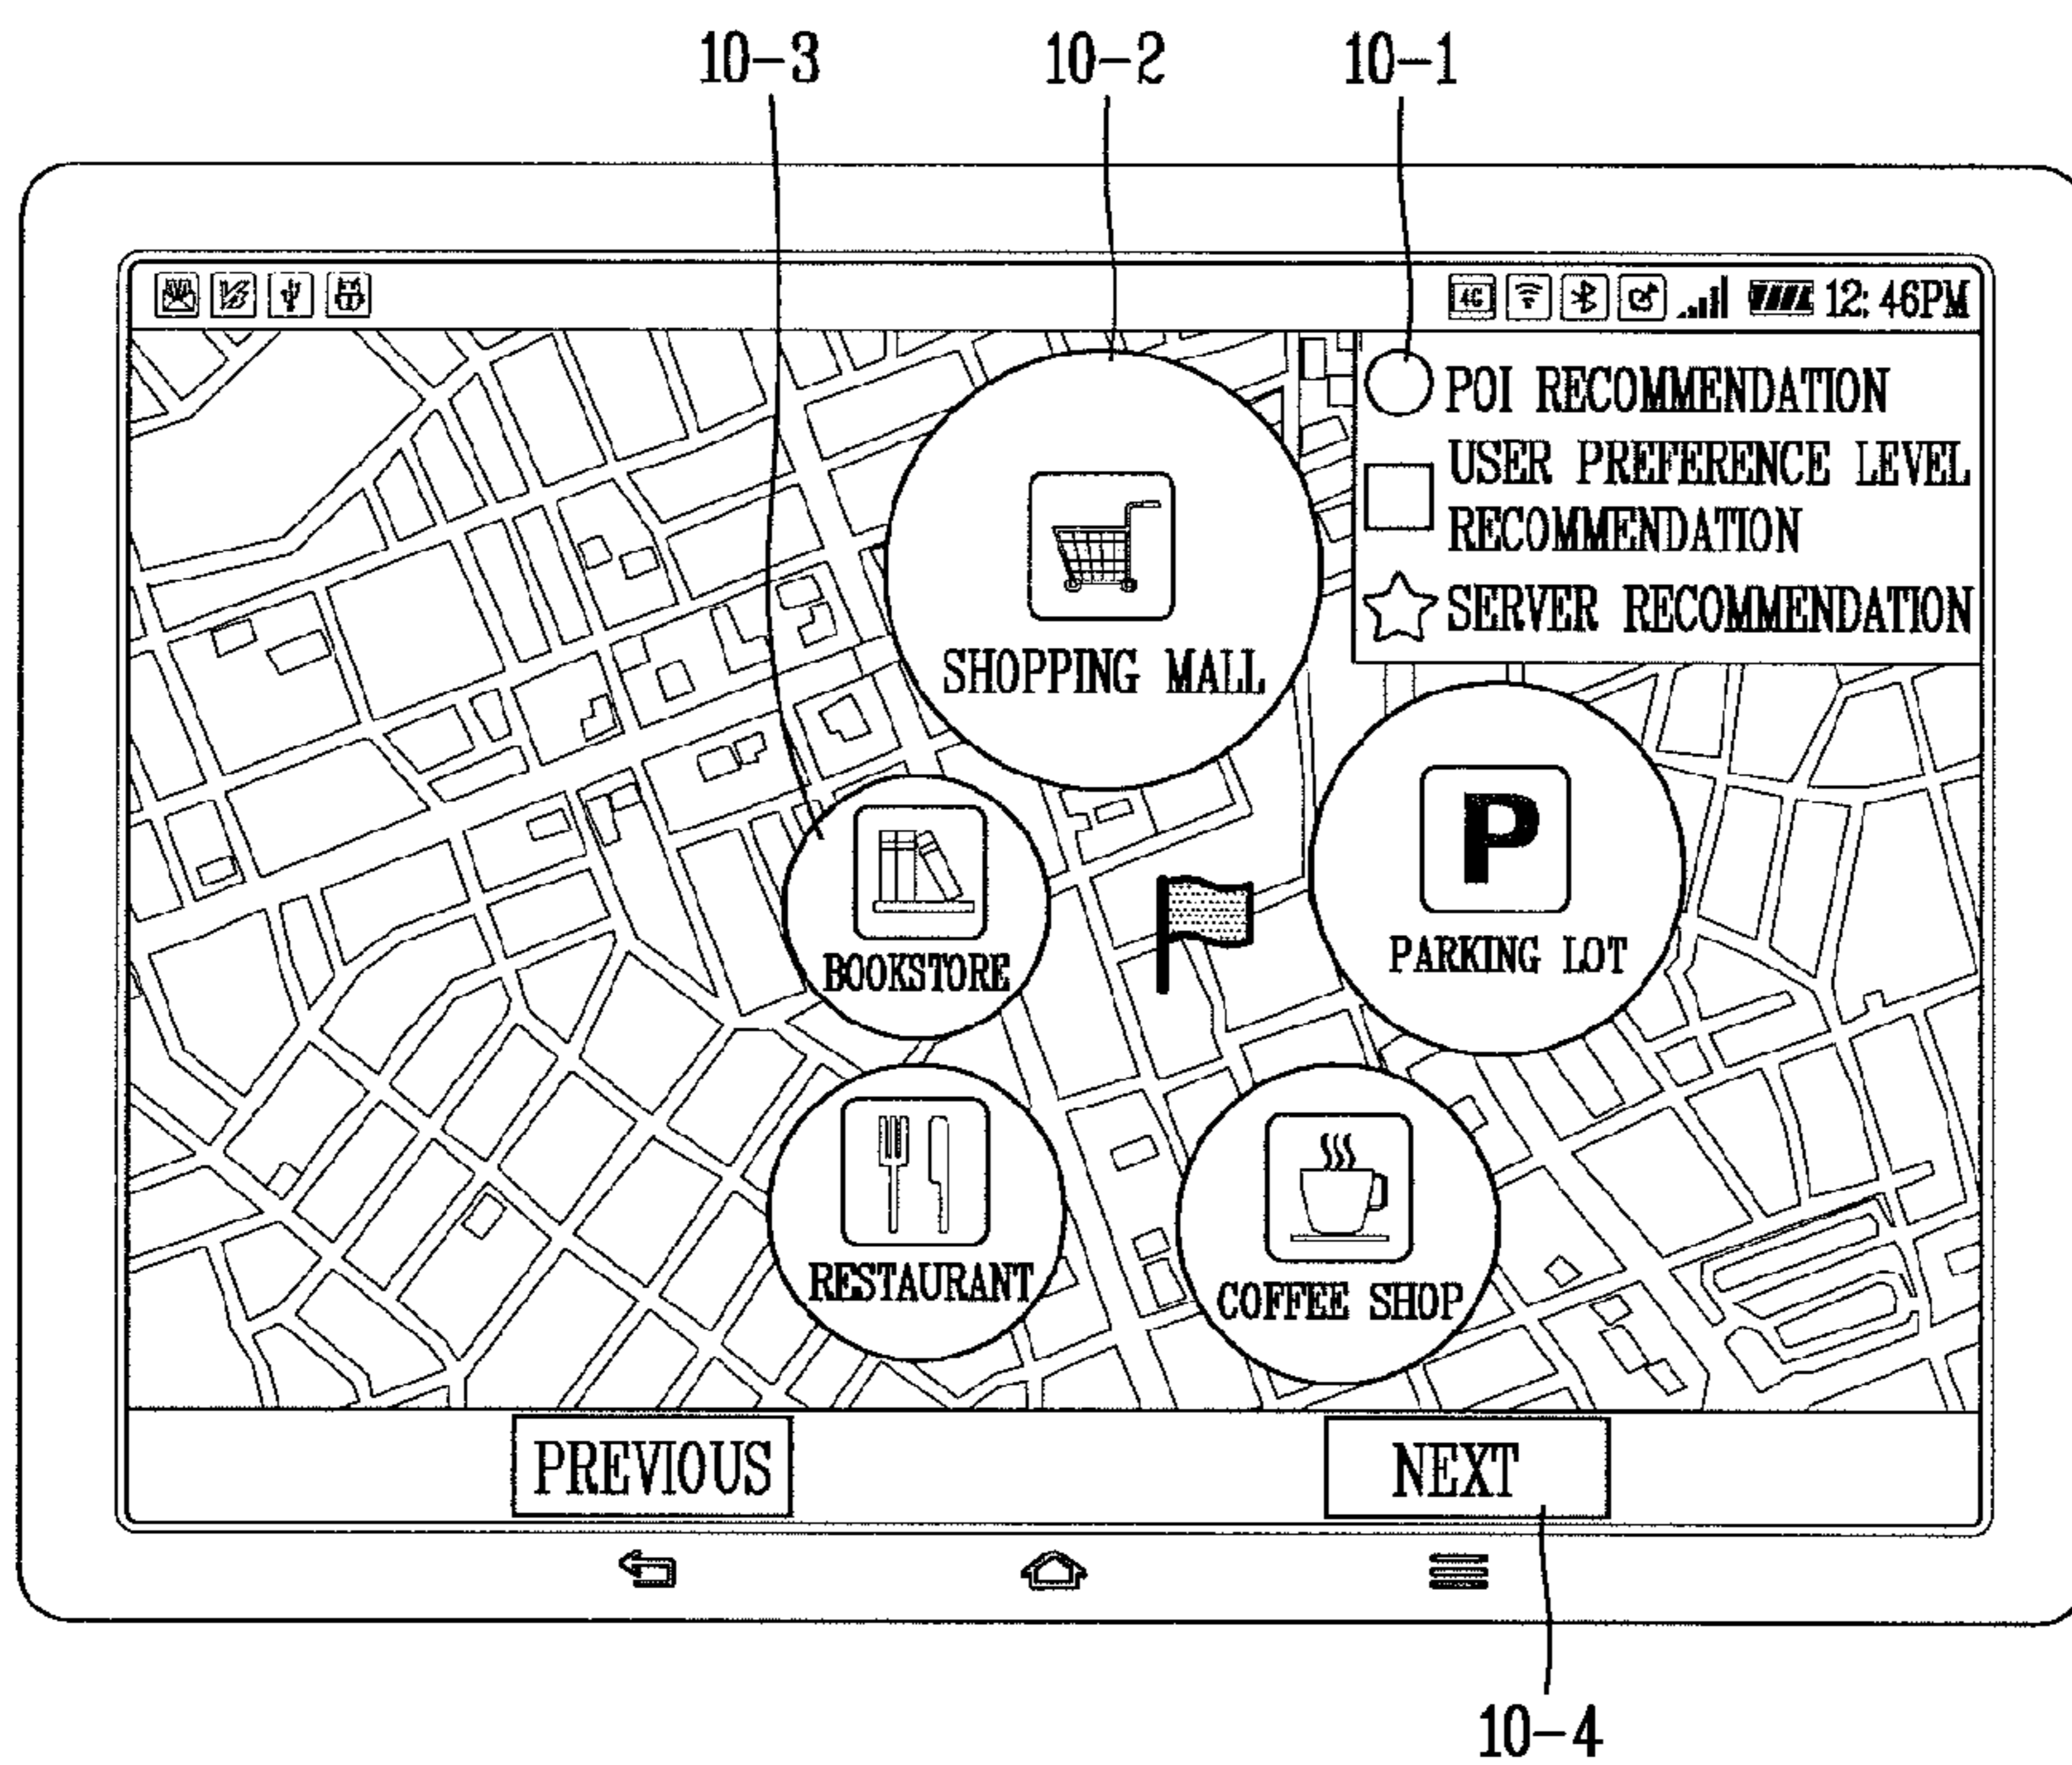 10-3
10-2
10-1
4G
12:46PM
POI RECOMMENDATION
USER PREFERENCE LEVEL
RECOMMENDATION
SERVER RECOMMENDATION
SHOPPING MALL
P
PARKING LOT
BOOKSTORE
RESTAURANT
COFFEE SHOP
PREVIOUS
NEXT
10-4